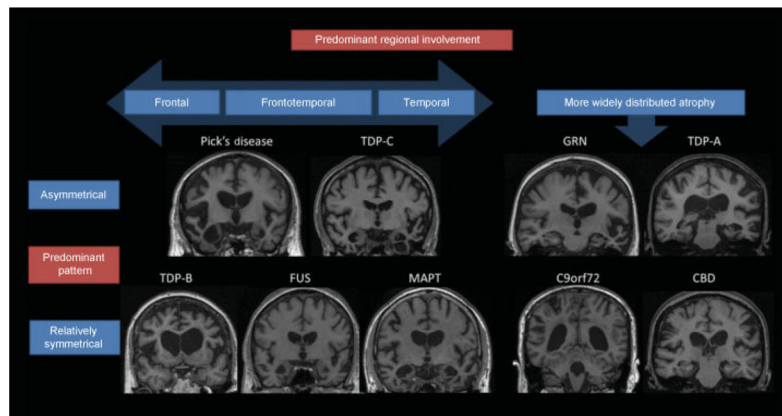 Predominant regional involvement
Frontal
Frontotemporal
Temporal
More widely distributed atrophy
Pick's disease
TDP-C
GRN
TDP-A
Asymmetrical
Predominant
pattern
TDP-B
FUS
MAPT
C9orf72
CBD
Relatively
symmetrical